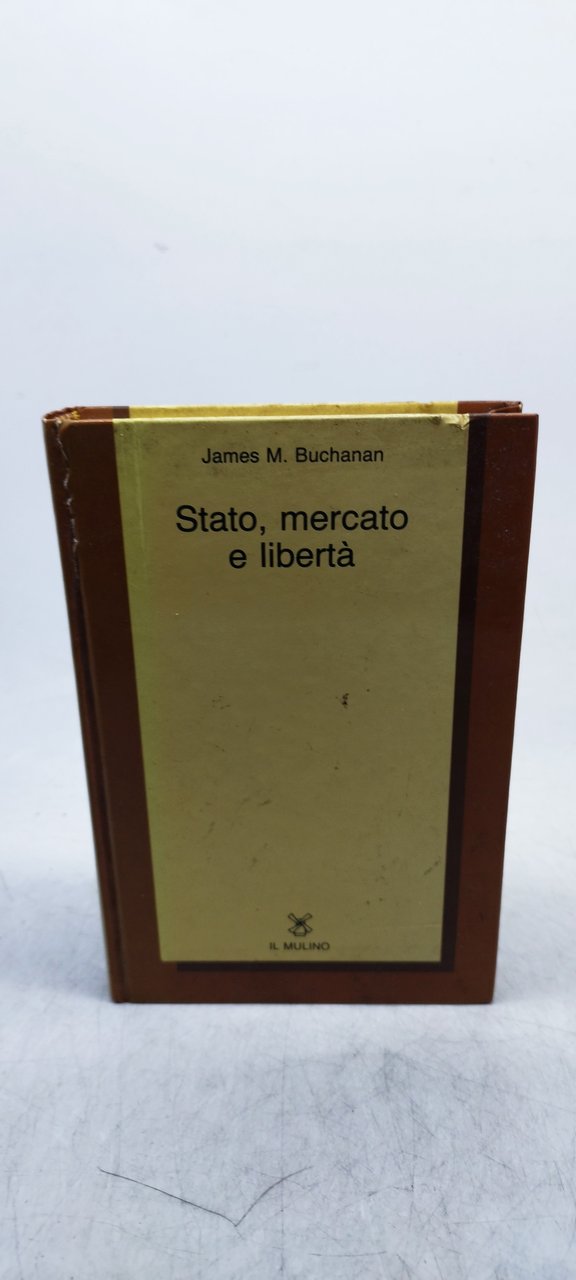 James M. Buchanan
Stato, mercato
e libertà
IL MULINO